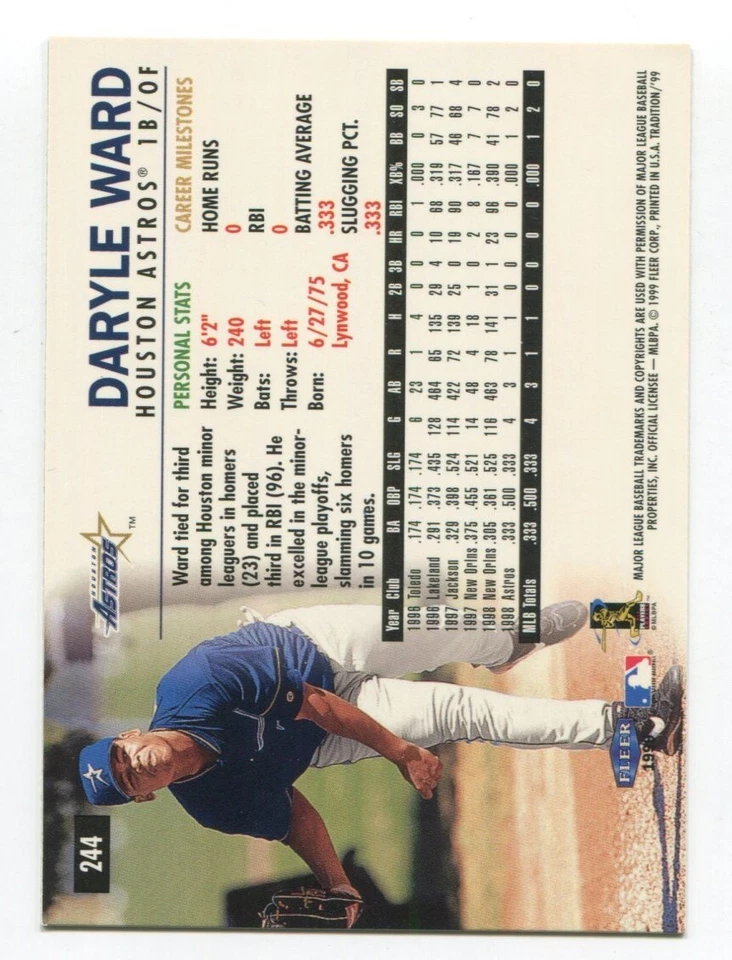 244
HOUSTON
ASTROS™
DARYLE WARD
HOUSTON ASTROS® 1B/OF
Ward tied for third
among Houston minor
leaguers in homers
(23) and placed
third in RBI (96). He
excelled in the minor-
league playoffs,
slamming six homers
in 10 games.
PERSONAL STATS
Height: 6'2"
Weight: 240
Bats: Left
Throws: Left
Born: 6/27/75
Lynwood, CA
CAREER MILESTONES
HOME RUNS
0
RBI
0
BATTING AVERAGE
.333
SLUGGING PCT.
.333
Year Club BA OBP SLG G AB R H 2B 3B HR RBI XB% BB SO SB
1996 Toledo .174 .174 .174 6 23 1 4 0 0 0 1 .000 0 3 0
1996 Lakeland .291 .373 .435 128 464 65 135 29 4 10 68 .319 57 77 1
1997 Jackson .329 .398 .524 114 422 72 139 25 0 19 90 .317 46 68 4
1997 New Orlns .375 .455 .521 14 48 4 18 1 0 2 8 .167 7 7 0
1998 New Orlns .305 .361 .525 116 463 78 141 31 1 23 96 .390 41 78 2
1998 Astros .333 .500 .333 4 3 1 1 0 0 0 0 .000 1 2 0
MLB Totals .333 .500 .333 4 3 1 1 0 0 0 0 .000 1 2 0
FLEER
1999
©MLBPA
MAJOR LEAGUE BASEBALL TRADEMARKS AND COPYRIGHTS ARE USED WITH PERMISSION OF MAJOR LEAGUE BASEBALL
PROPERTIES, INC. OFFICIAL LICENSEE — MLBPA. © 1999 FLEER CORP., PRINTED IN U.S.A. TRADITION/'99